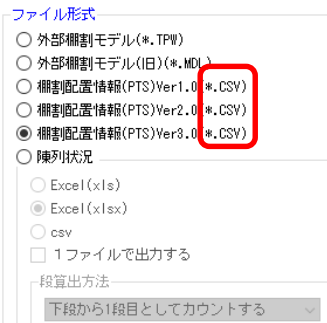 ファイル形式
外部棚割モデル(*.TPW)
外部棚割モデル(旧)(*.MDL)
棚割配置情報(PTS)Ver1.0(*.CSV)
棚割配置情報(PTS)Ver2.0(*.CSV)
棚割配置情報(PTS)Ver3.0(*.CSV)
陳列状況
Excel(xls)
Excel(xlsx)
csv
１ファイルで出力する
段算出方法
下段から1段目としてカウントする